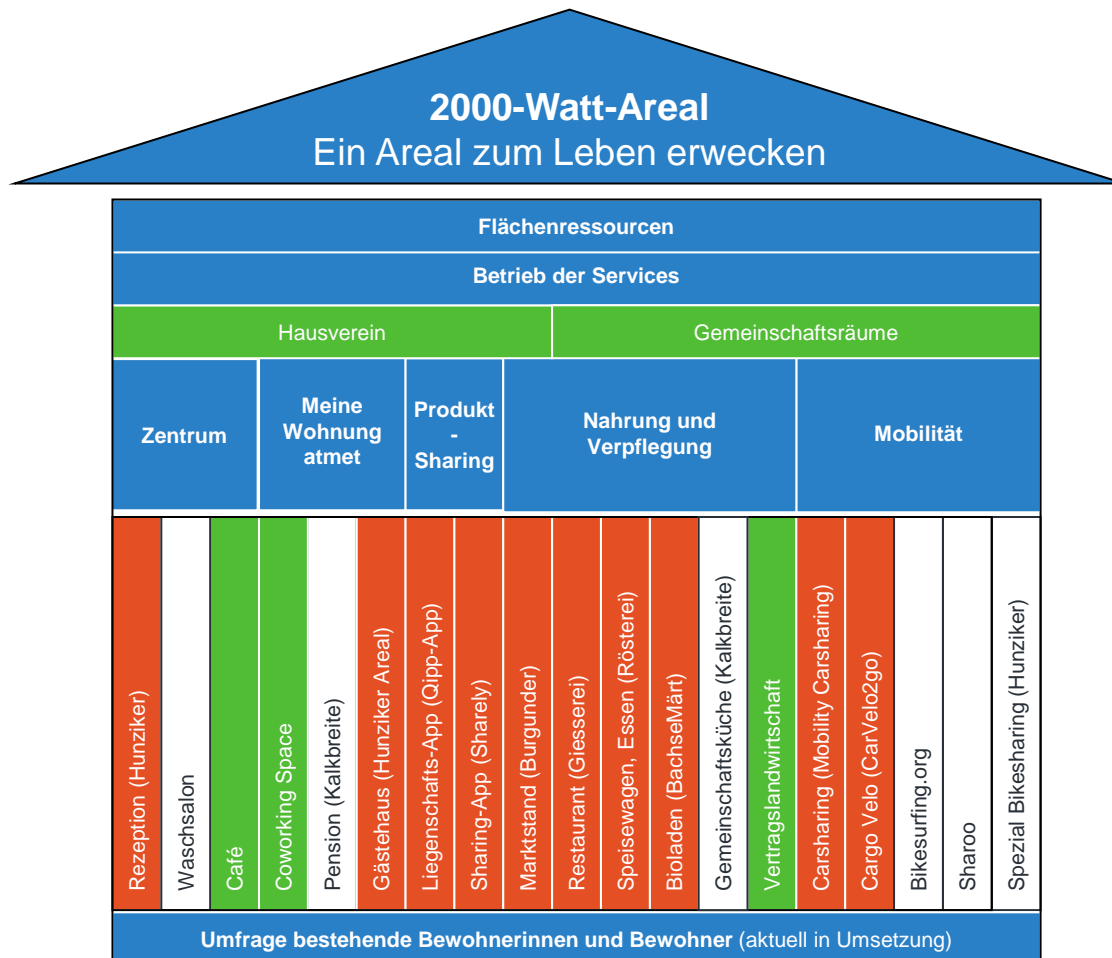 2000-Watt-Areal
Ein Areal zum Leben erwecken
Flächenressourcen
Betrieb der Services
Hausverein
Gemeinschaftsräume
Zentrum
Meine
Wohnung
atmet
Produkt
-
Sharing
Nahrung und
Verpflegung
Mobilität
Rezeption (Hunziker)
Waschsalon
Café
Coworking Space
Pension (Kalkbreite)
Gästehaus (Hunziker Areal)
Liegenschafts-App (Qipp-App)
Sharing-App (Sharely)
Marktstand (Burgunder)
Restaurant (Giesserei)
Speisewagen, Essen (Rösterei)
Bioladen (BachseMärt)
Gemeinschaftsküche (Kalkbreite)
Vertragslandwirtschaft
Carsharing (Mobility Carsharing)
Cargo Velo (CarVelo2go)
Bikesurfing.org
Sharoo
Spezial Bikesharing (Hunziker)
Umfrage bestehende Bewohnerinnen und Bewohner (aktuell in Umsetzung)